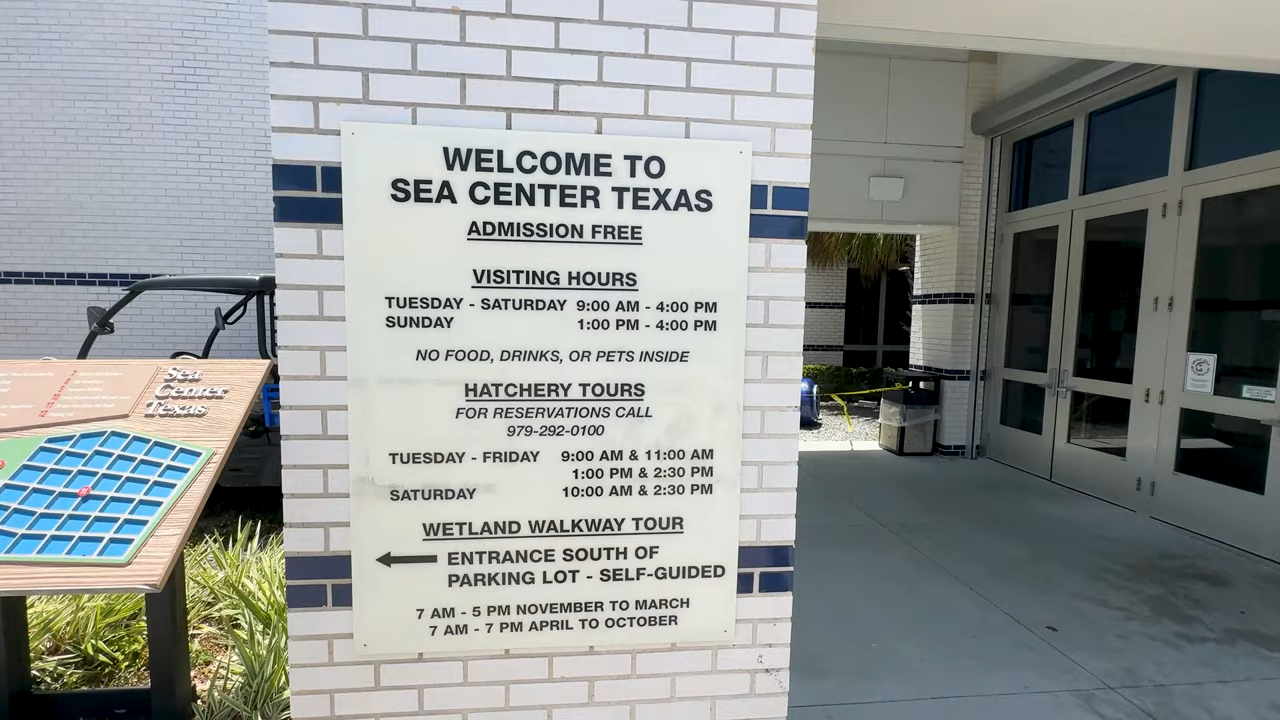 WELCOME TO
SEA CENTER TEXAS
ADMISSION FREE
VISITING HOURS
TUESDAY - SATURDAY 9:00 AM - 4:00 PM
SUNDAY 1:00 PM - 4:00 PM
NO FOOD, DRINKS, OR PETS INSIDE
HATCHERY TOURS
FOR RESERVATIONS CALL
979-292-0100
TUESDAY - FRIDAY 9:00 AM & 11:00 AM
1:00 PM & 2:30 PM
SATURDAY 10:00 AM & 2:30 PM
WETLAND WALKWAY TOUR
ENTRANCE SOUTH OF
PARKING LOT - SELF-GUIDED
7 AM - 5 PM NOVEMBER TO MARCH
7 AM - 7 PM APRIL TO OCTOBER
Sea
Center
Texas